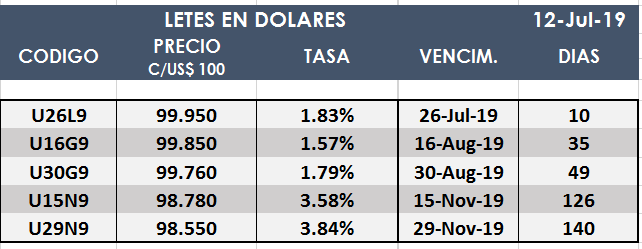 LETES EN DOLARES 12-Jul-19
CODIGO PRECIO C/US$ 100 TASA VENCIM. DIAS
U26L9 99.950 1.83% 26-Jul-19 10
U16G9 99.850 1.57% 16-Aug-19 35
U30G9 99.760 1.79% 30-Aug-19 49
U15N9 98.780 3.58% 15-Nov-19 126
U29N9 98.550 3.84% 29-Nov-19 140